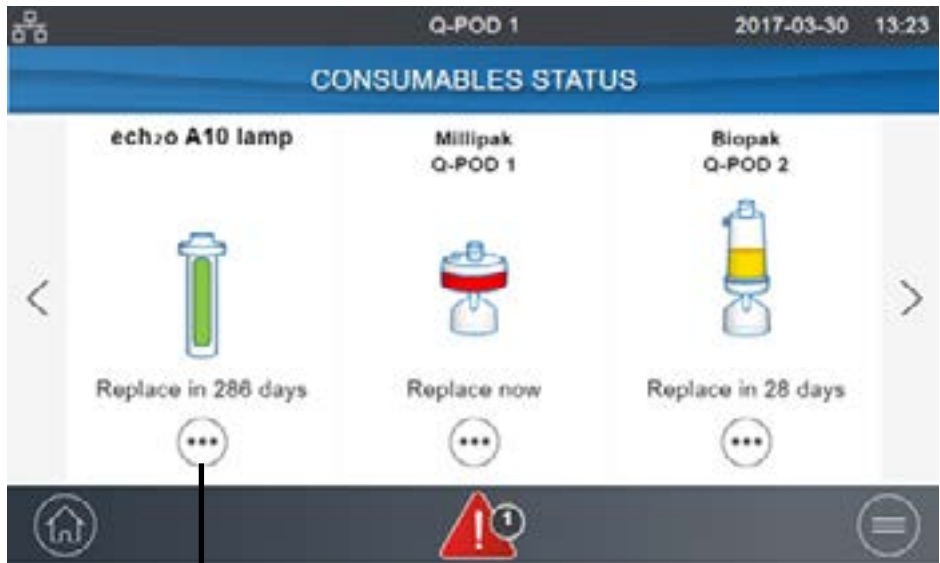 Q-POD 1 2017-03-30 13:23
CONSUMABLES STATUS
ech₂o A10 lamp
Millipak
Q-POD 1
Biopak
Q-POD 2
Replace in 286 days
Replace now
Replace in 28 days
1